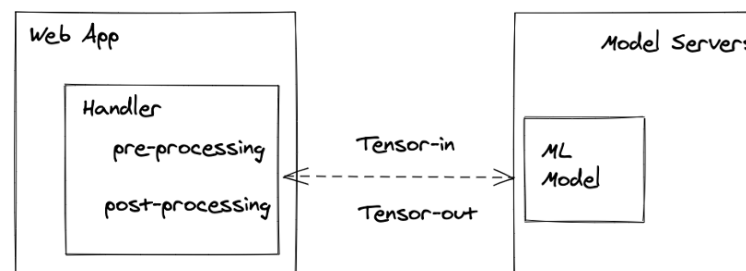 Web App
Handler
pre-processing
post-processing
Tensor-in
Tensor-out
Model Servers
ML
Model